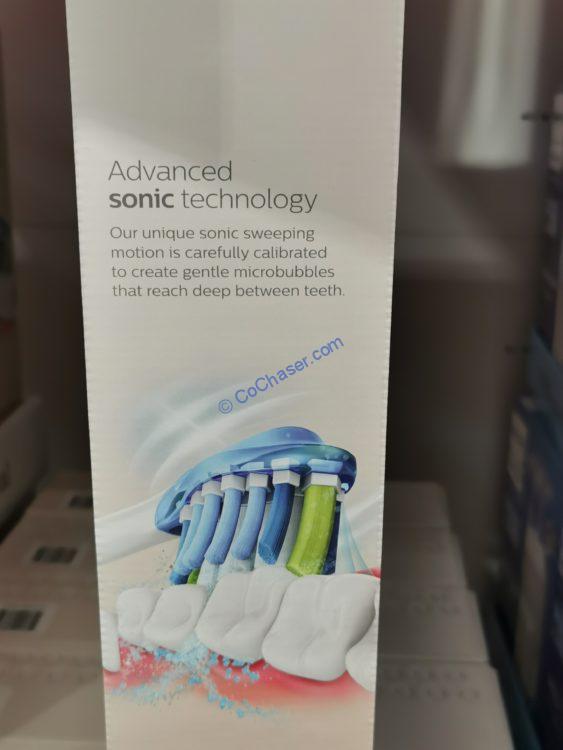 Advanced
sonic technology
Our unique sonic sweeping
motion is carefully calibrated
to create gentle microbubbles
that reach deep between teeth.
© CoChaser.com